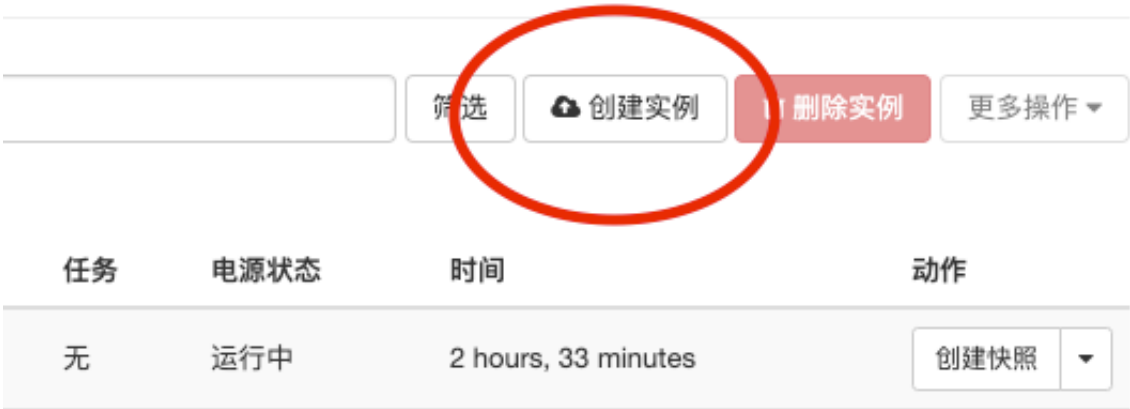 筛选 创建实例 删除实例 更多操作
任务 电源状态 时间 动作
无 运行中 2 hours, 33 minutes 创建快照